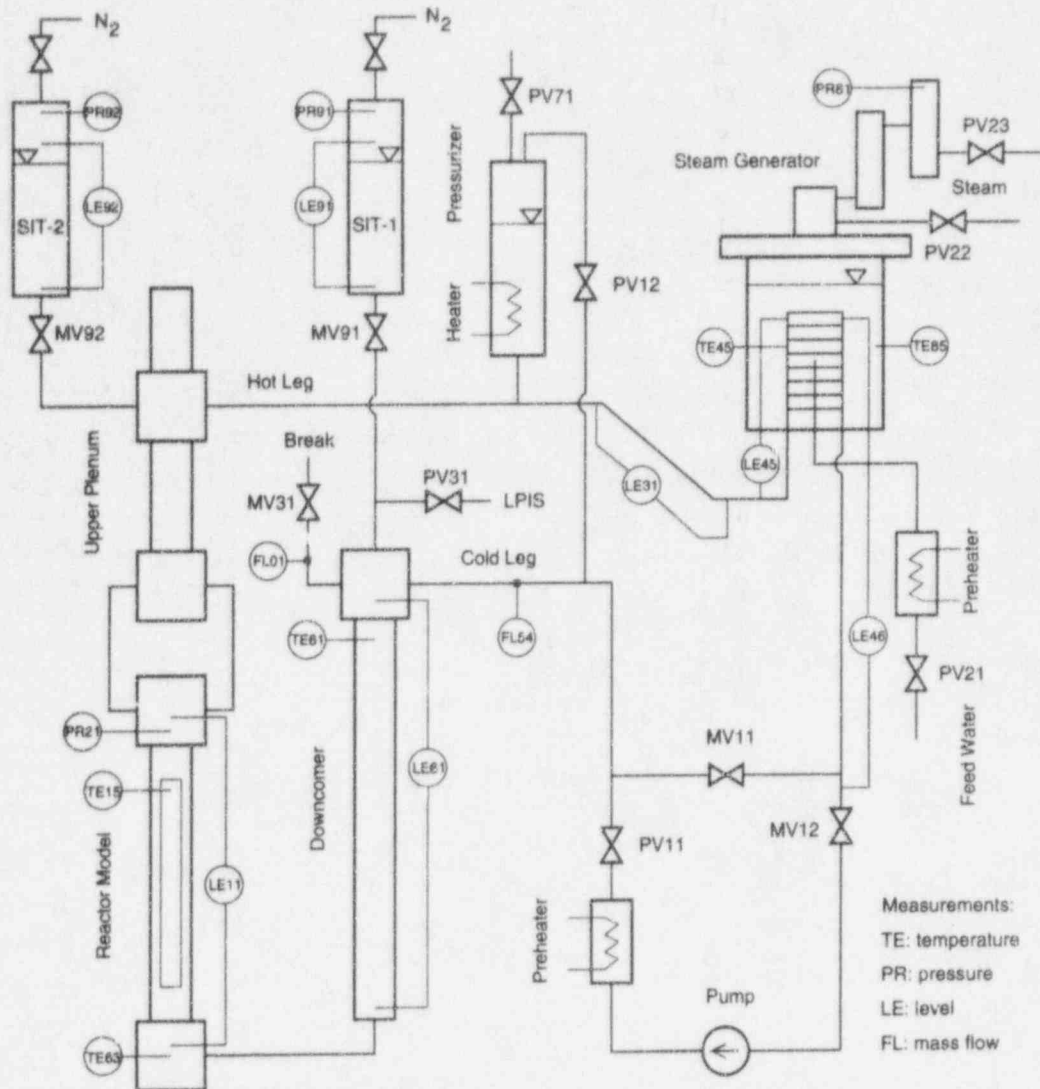 N2
N2
PR92
PR91
PV71
PR81
PV23
Steam Generator
Steam
Pressurizer
LE92
LE91
SIT-2
SIT-1
PV22
PV12
Heater
MV92
MV91
TE45
TE85
Hot Leg
Break
PV31
LE45
LE31
MV31
LPIS
Upper Plenum
FL01
Cold Leg
Preheater
TE61
FL54
LE46
PV21
PR21
LE61
MV11
Feed Water
TE15
Downcomer
MV12
PV11
Reactor Model
LE11
Preheater
Measurements:
TE: temperature
PR: pressure
Pump
LE: level
TE63
FL: mass flow